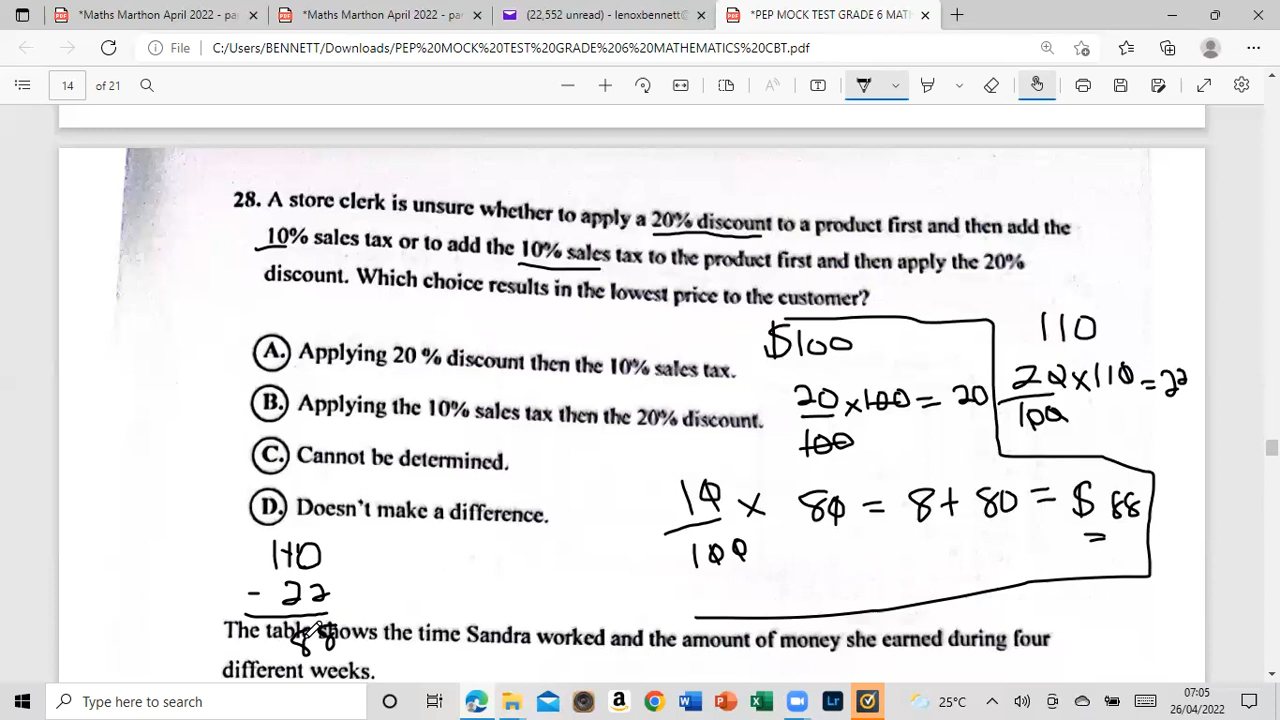 *Maths Marthon April 2022 - pa
*Maths Marthon April 2022 - pa
(22,552 unread) - lenoxbennett@
*PEP MOCK TEST GRADE 6 MATH
File
C:/Users/BENNETT/Downloads/PEP%20MOCK%20TEST%20GRADE%206%20MATHEMATICS%20CBT.pdf
14 of 21
28. A store clerk is unsure whether to apply a 20% discount to a product first and then add the
10% sales tax or to add the 10% sales tax to the product first and then apply the 20%
discount. Which choice results in the lowest price to the customer?
A. Applying 20 % discount then the 10% sales tax.
B. Applying the 10% sales tax then the 20% discount.
C. Cannot be determined.
D. Doesn't make a difference.
$100
20 × 100 = 20
100
110
20 × 110 = 22
100
10 × 80 = 8 + 80 = $ 88
100
110
- 22
88
The table shows the time Sandra worked and the amount of money she earned during four
different weeks.
Type here to search
25°C
07:05
26/04/2022